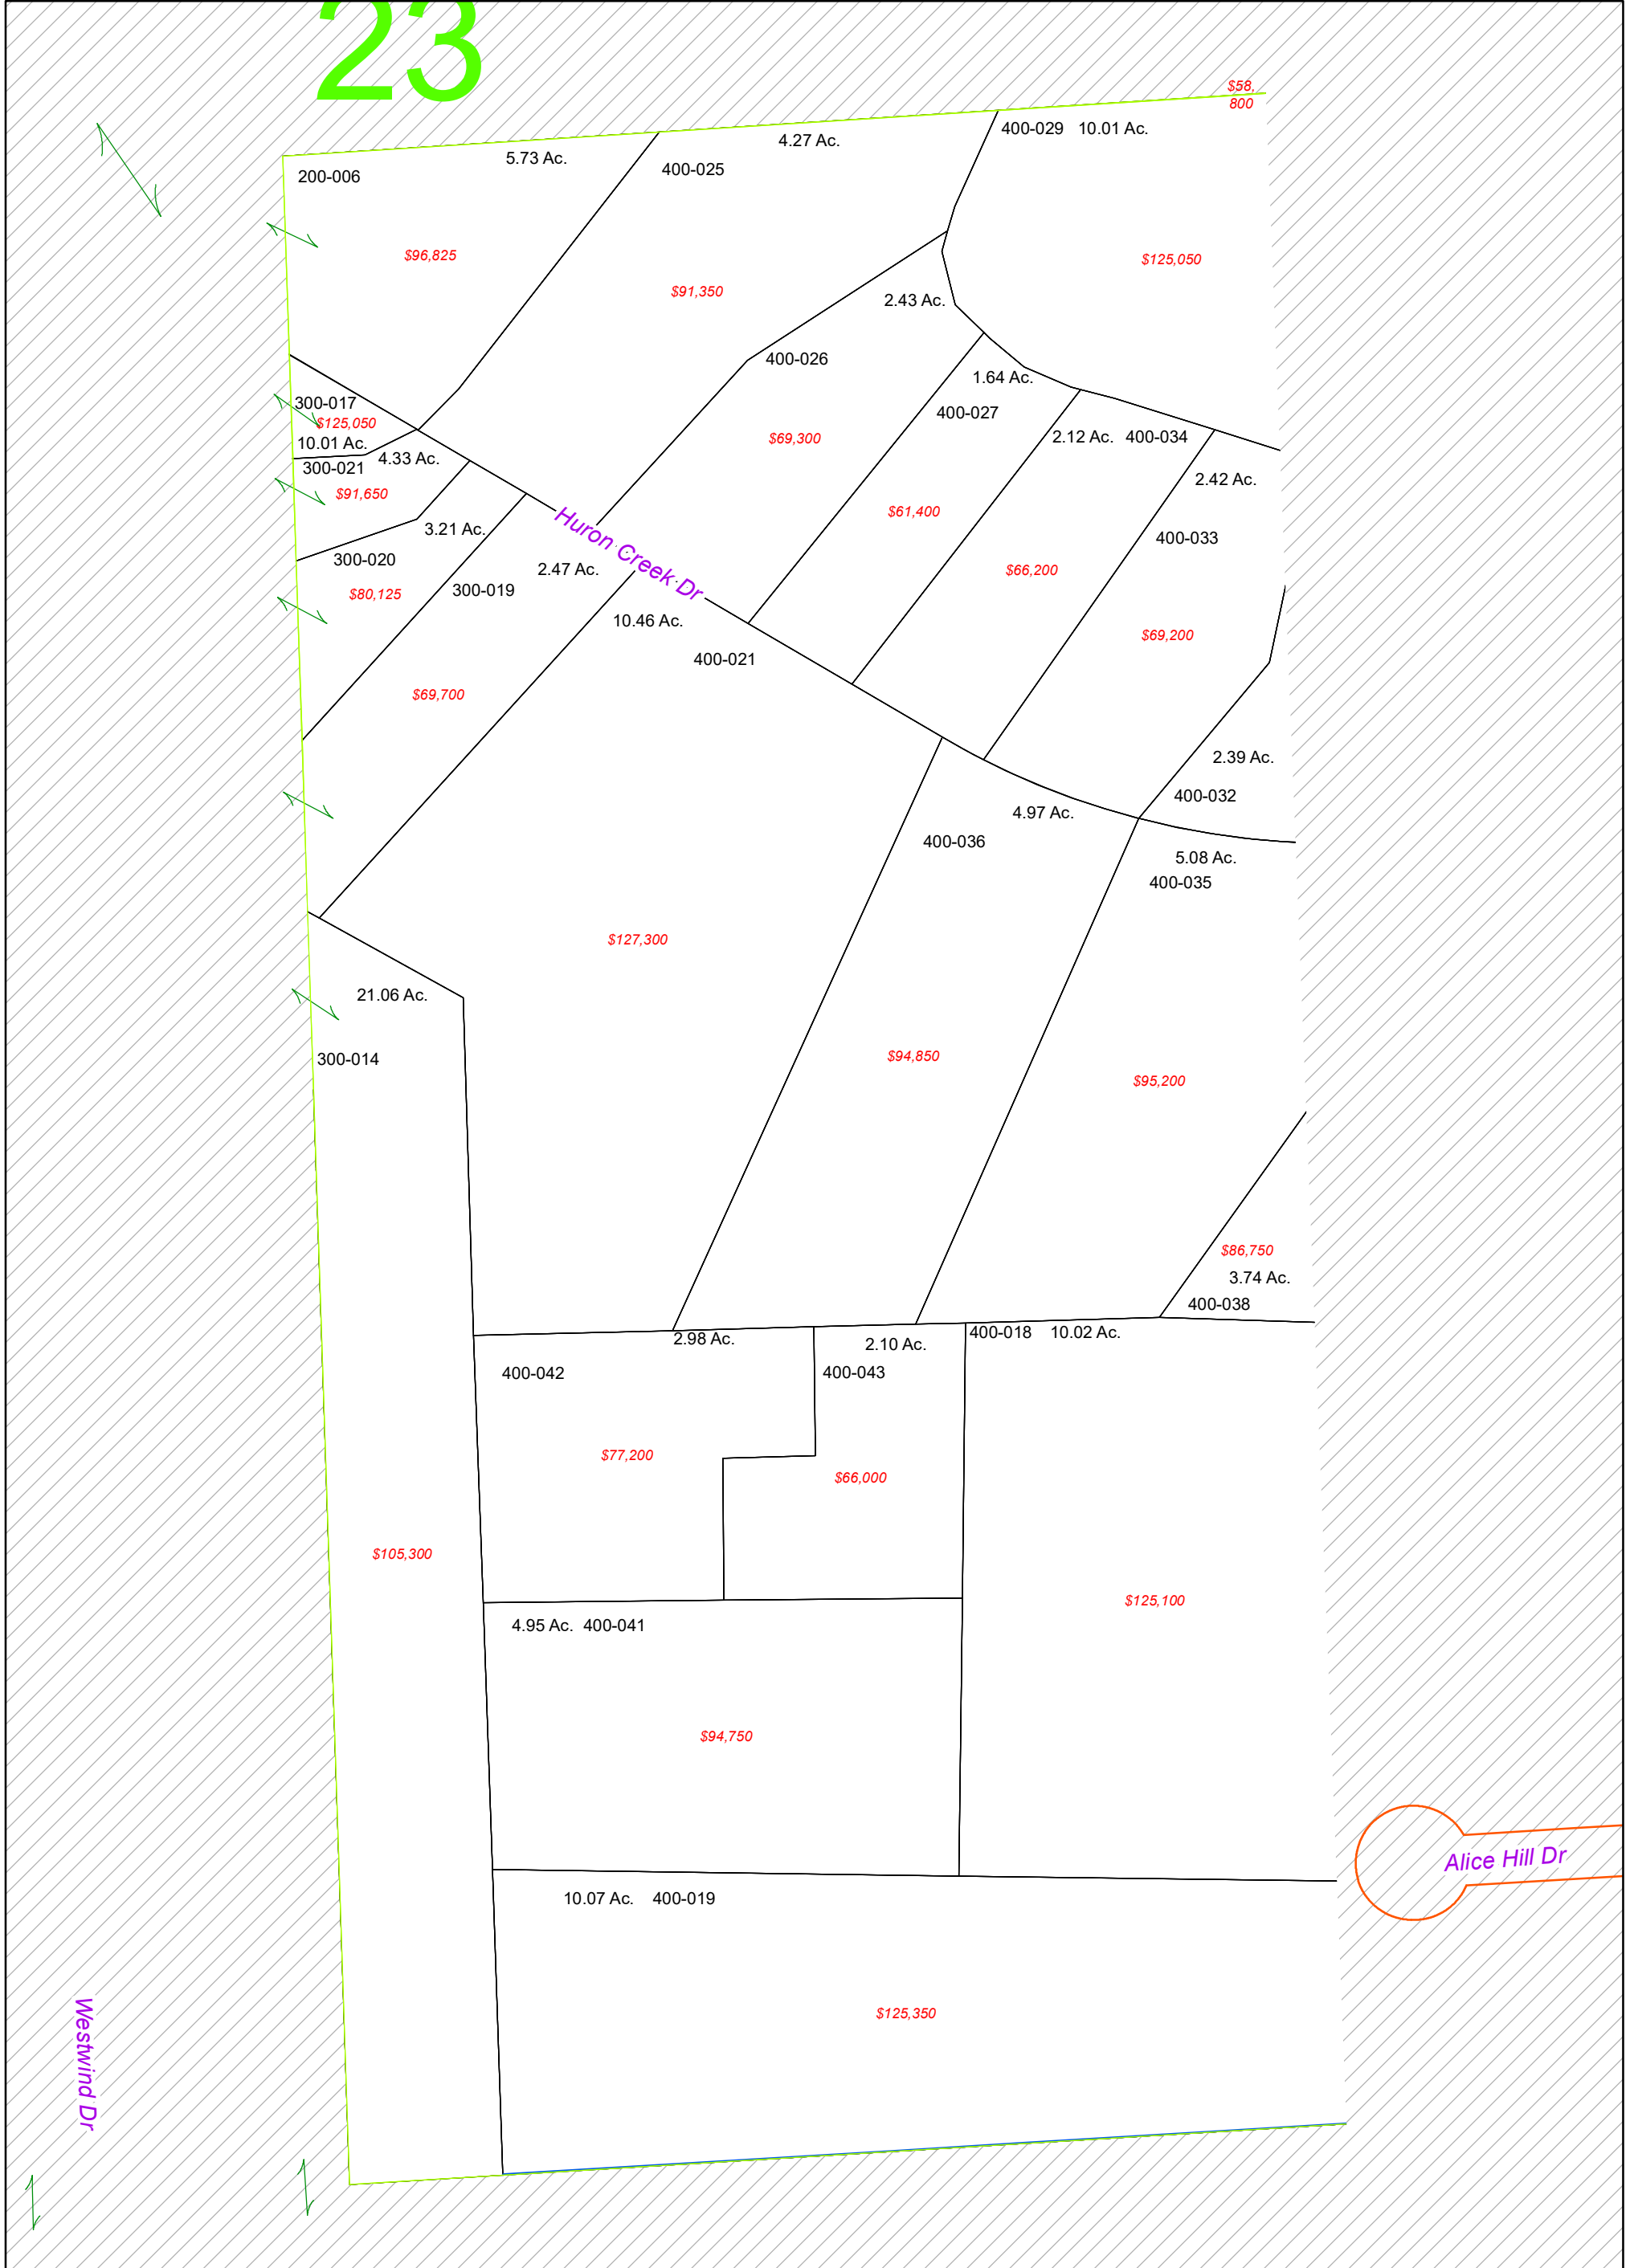 23
$58,
800
400-029 10.01 Ac.
4.27 Ac.
5.73 Ac.
400-025
200-006
$96,825
$125,050
$91,350
2.43 Ac.
400-026
1.64 Ac.
300-017
400-027
$125,050
2.12 Ac. 400-034
$69,300
10.01 Ac.
4.33 Ac.
300-021
2.42 Ac.
$91,650
$61,400
3.21 Ac.
400-033
Huron Creek Dr
300-020
2.47 Ac.
$66,200
$80,125
300-019
10.46 Ac.
$69,200
400-021
$69,700
2.39 Ac.
400-032
4.97 Ac.
400-036
5.08 Ac.
400-035
$127,300
21.06 Ac.
$94,850
300-014
$95,200
$86,750
3.74 Ac.
400-038
400-018 10.02 Ac.
2.98 Ac.
2.10 Ac.
400-042
400-043
$77,200
$66,000
$105,300
$125,100
4.95 Ac. 400-041
$94,750
Alice Hill Dr
10.07 Ac. 400-019
$125,350
Westwind Dr